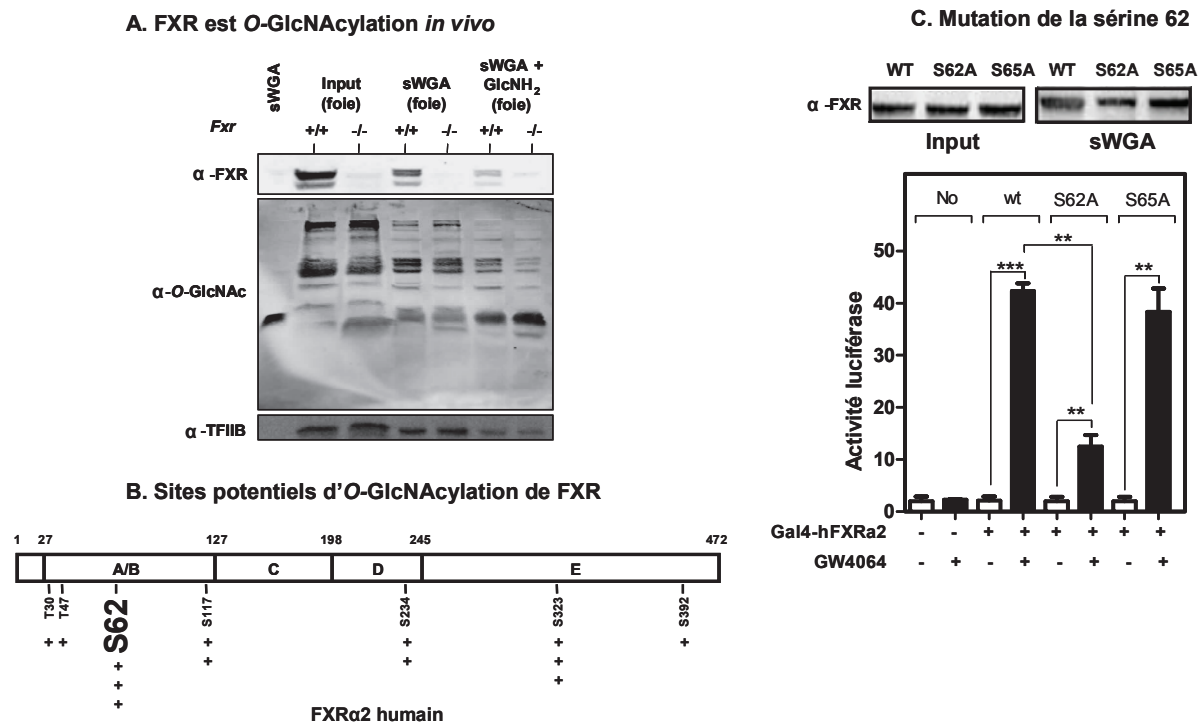 A. FXR est O-GlcNAcylation in vivo
sWGA
Input
(foie)
sWGA
(foie)
sWGA +
GlcNH2
(foie)
Fxr +/+ -/- +/+ -/- +/+ -/-
α-FXR
α-O-GlcNAc
α-TFIIB
B. Sites potentiels d'O-GlcNAcylation de FXR
1 27 127 198 245 472
A/B C D E
T30 T47 S62 S117 S234 S323 S392
+ + + + + + +
+ + + +
+ +
FXRα2 humain
C. Mutation de la sérine 62
WT S62A S65A WT S62A S65A
α-FXR
Input sWGA
No wt S62A S65A
**
*** **
**
Activité luciférase
50
40
30
20
10
0
Gal4-hFXRa2 - - + + + + + +
GW4064 - + - + - + - +